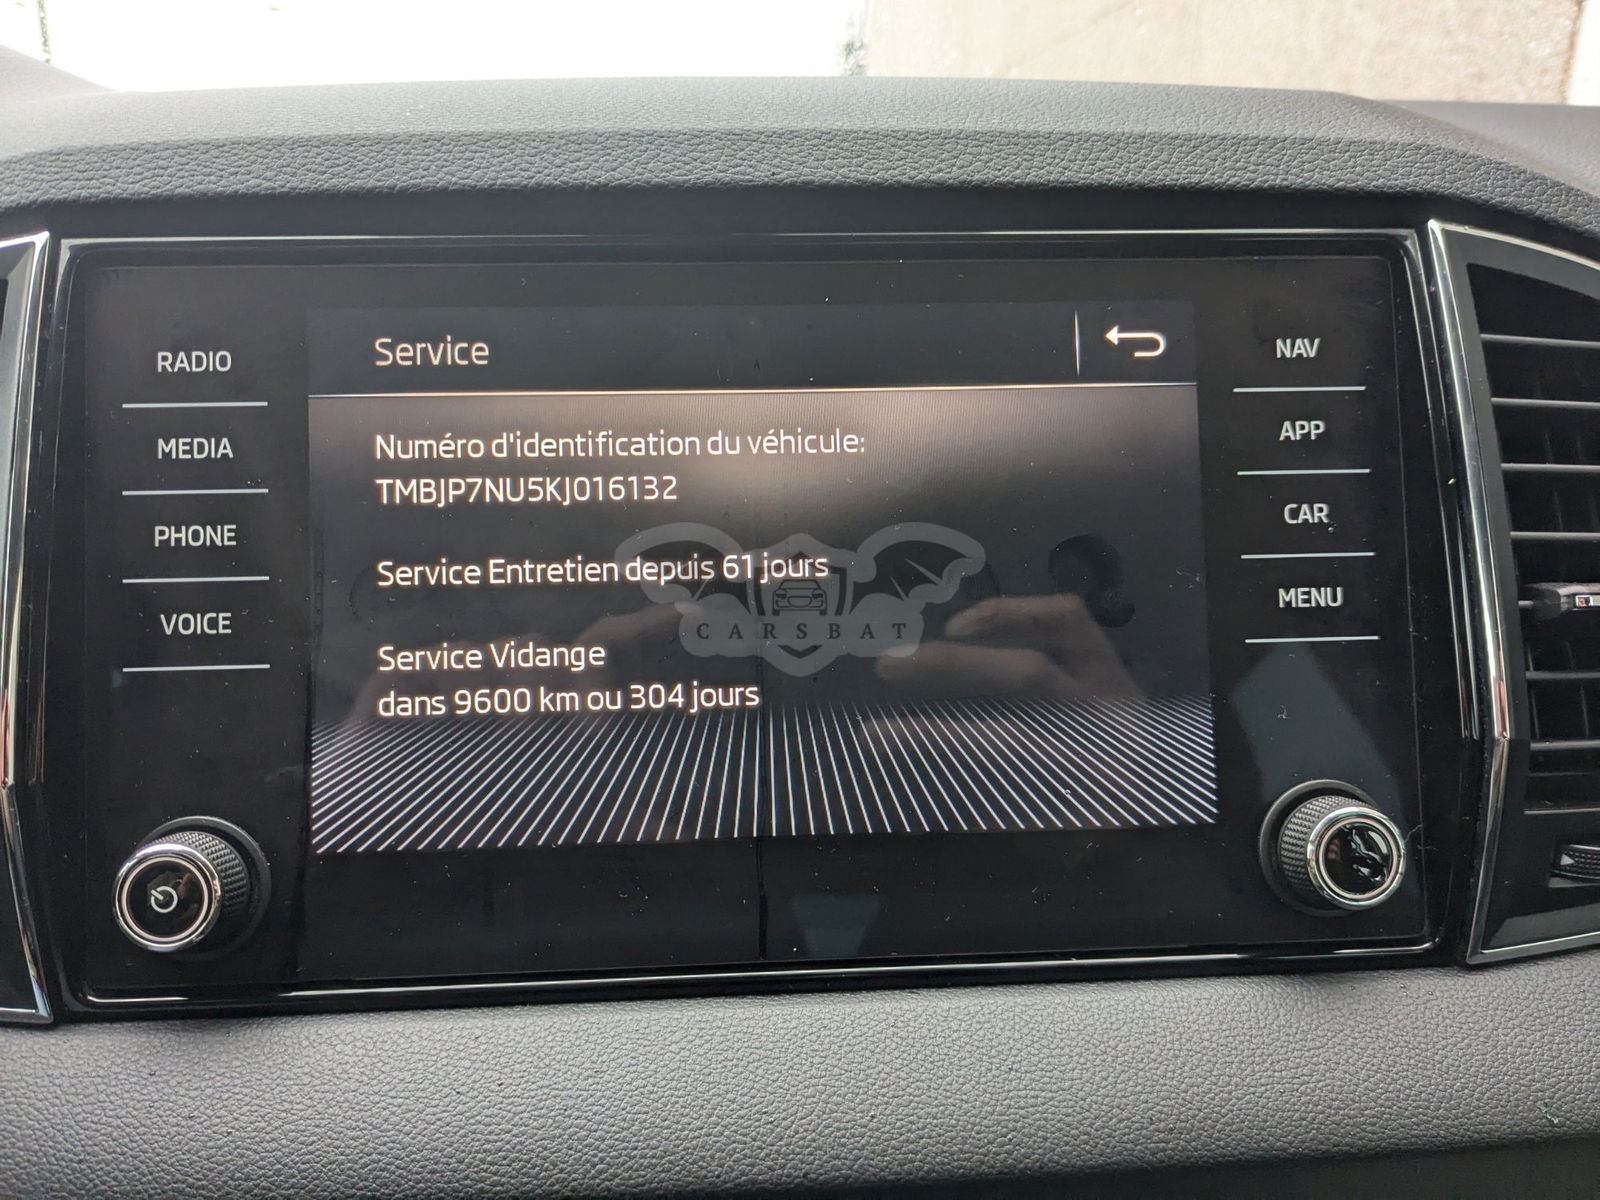 Service
RADIO
MEDIA
PHONE
VOICE
Numéro d'identification du véhicule:
TMBJP7NU5KJ016132
Service Entretien depuis 61 jours
Service Vidange
dans 9600 km ou 304 jours
NAV
APP
CAR
MENU
CARSBAT